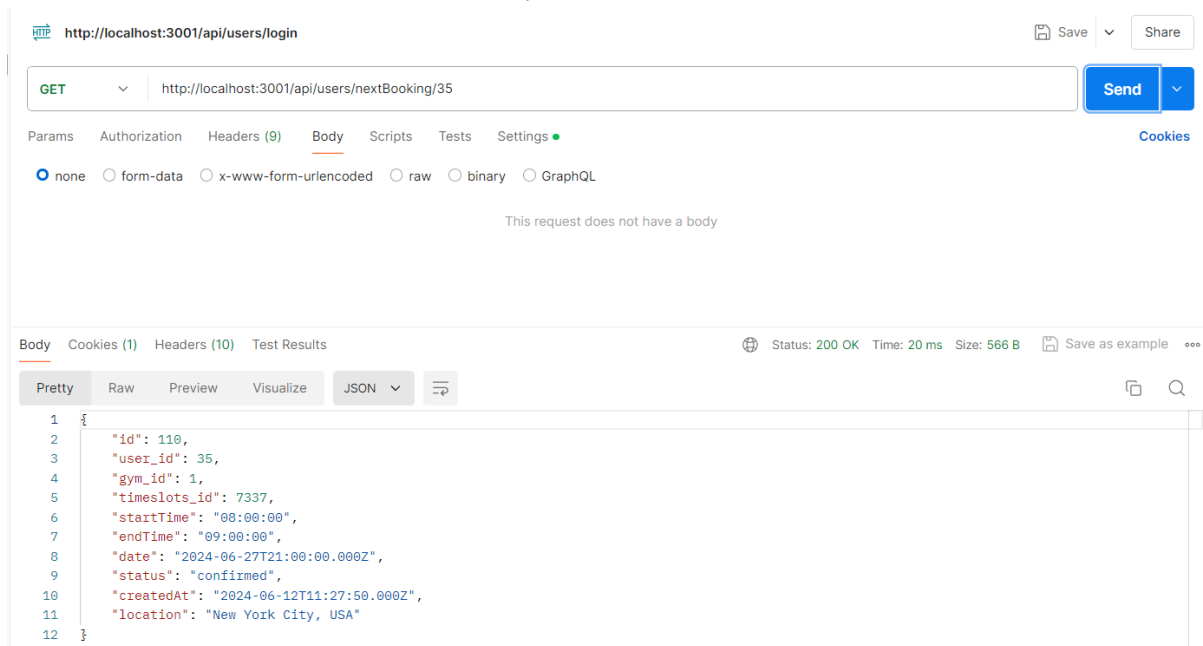 HTTP http://localhost:3001/api/users/login Save Share
GET http://localhost:3001/api/users/nextBooking/35 Send
Params Authorization Headers (9) Body Scripts Tests Settings Cookies
none form-data x-www-form-urlencoded raw binary GraphQL
This request does not have a body
Body Cookies (1) Headers (10) Test Results Status: 200 OK Time: 20 ms Size: 566 B Save as example
Pretty Raw Preview Visualize JSON
1 {
2 "id": 110,
3 "user_id": 35,
4 "gym_id": 1,
5 "timeslots_id": 7337,
6 "startTime": "08:00:00",
7 "endTime": "09:00:00",
8 "date": "2024-06-27T21:00:00.000Z",
9 "status": "confirmed",
10 "createdAt": "2024-06-12T11:27:50.000Z",
11 "location": "New York City, USA"
12 }